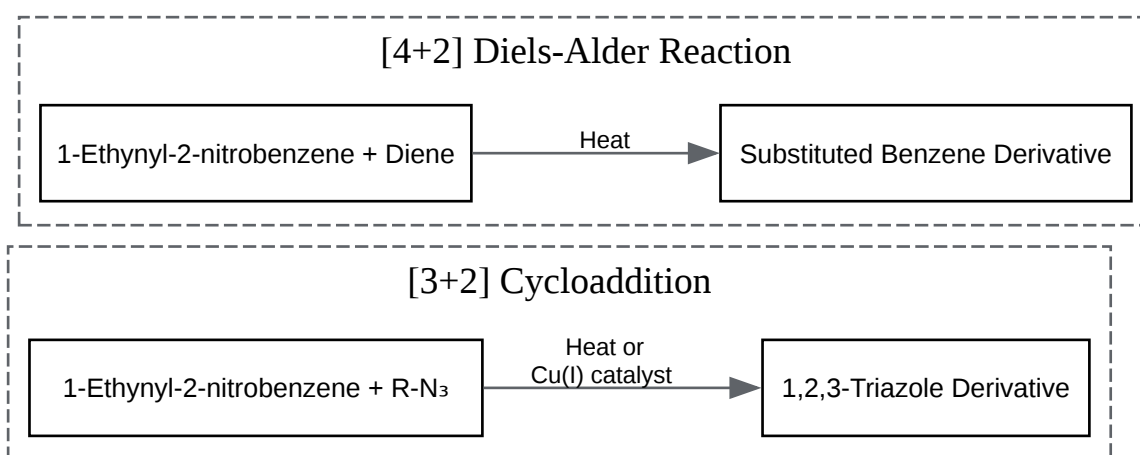 [4+2] Diels-Alder Reaction
1-Ethynyl-2-nitrobenzene + Diene
Heat
Substituted Benzene Derivative
[3+2] Cycloaddition
1-Ethynyl-2-nitrobenzene + R-N₃
Heat or
Cu(I) catalyst
1,2,3-Triazole Derivative